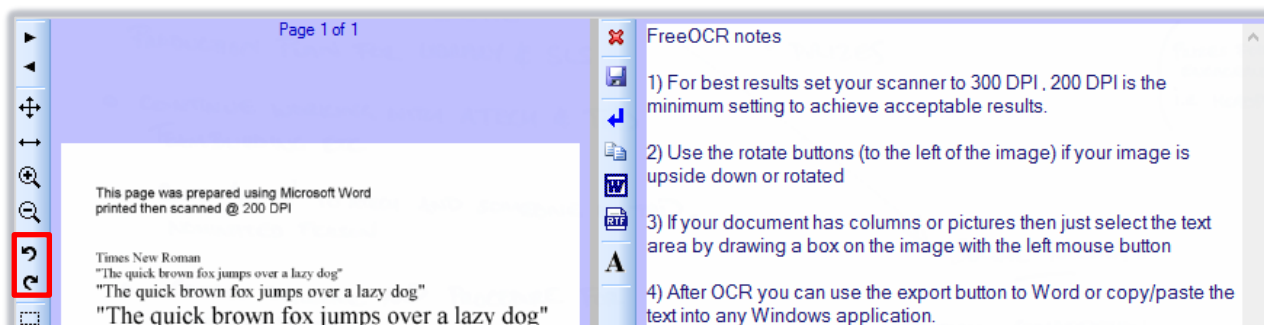 Page 1 of 1
This page was prepared using Microsoft Word
printed then scanned @ 200 DPI
Times New Roman
"The quick brown fox jumps over a lazy dog"
"The quick brown fox jumps over a lazy dog"
"The quick brown fox jumps over a lazy dog"
W
RTF
A
FreeOCR notes
1) For best results set your scanner to 300 DPI , 200 DPI is the
minimum setting to achieve acceptable results.
2) Use the rotate buttons (to the left of the image) if your image is
upside down or rotated
3) If your document has columns or pictures then just select the text
area by drawing a box on the image with the left mouse button
4) After OCR you can use the export button to Word or copy/paste the
text into any Windows application.